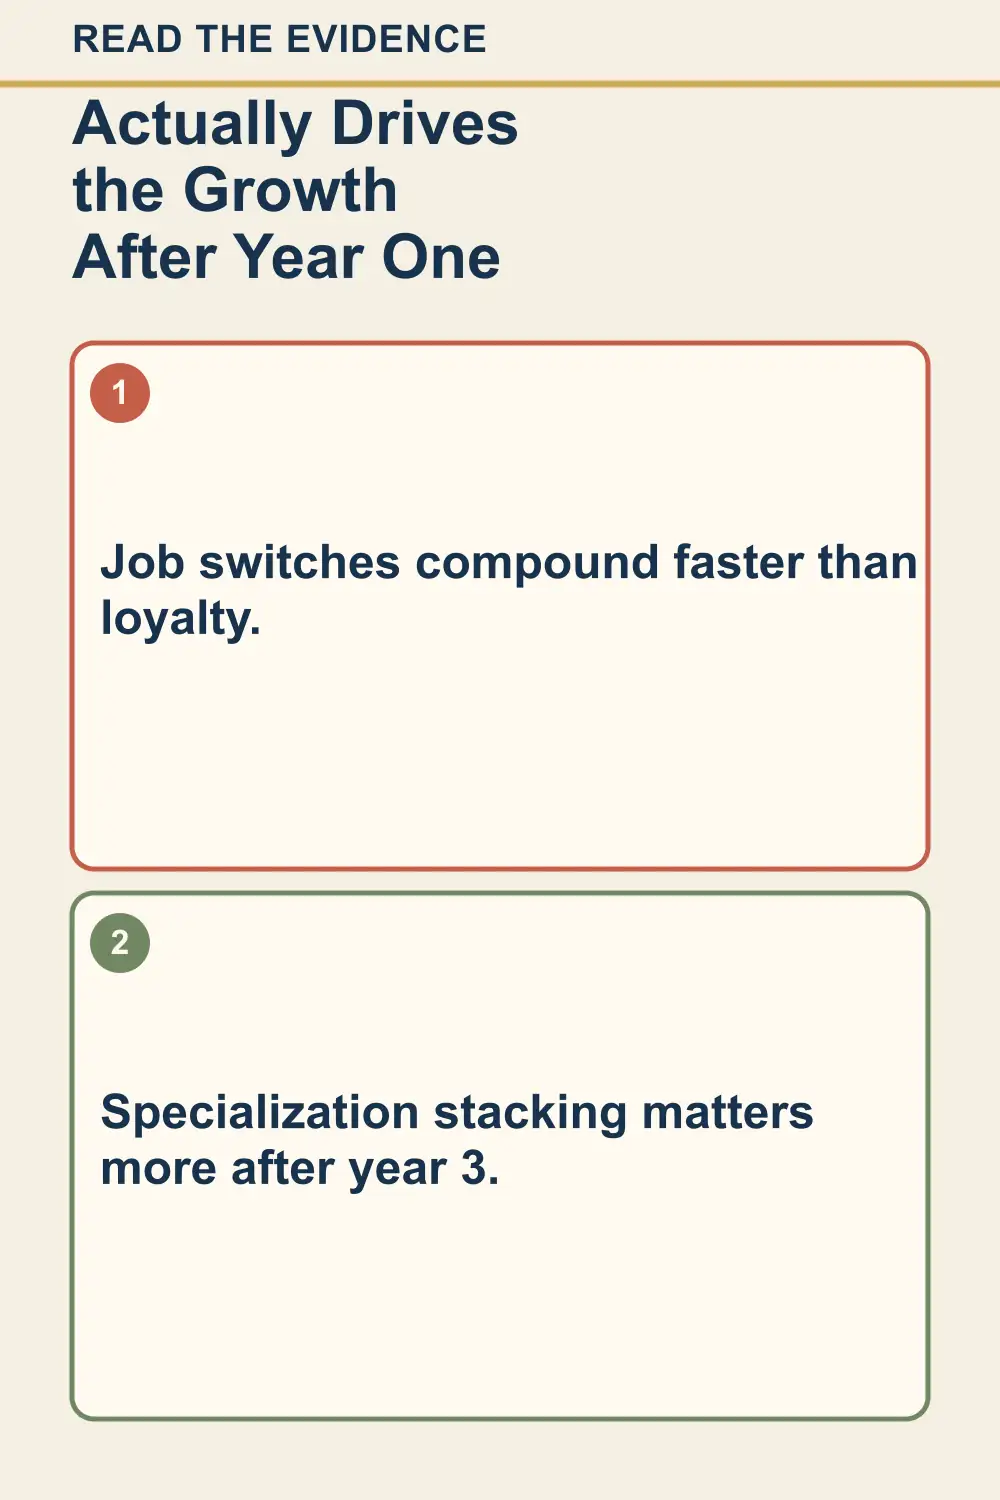 READ THE EVIDENCE
Actually Drives
the Growth
After Year One
1
Job switches compound faster than
loyalty.
2
Specialization stacking matters
more after year 3.